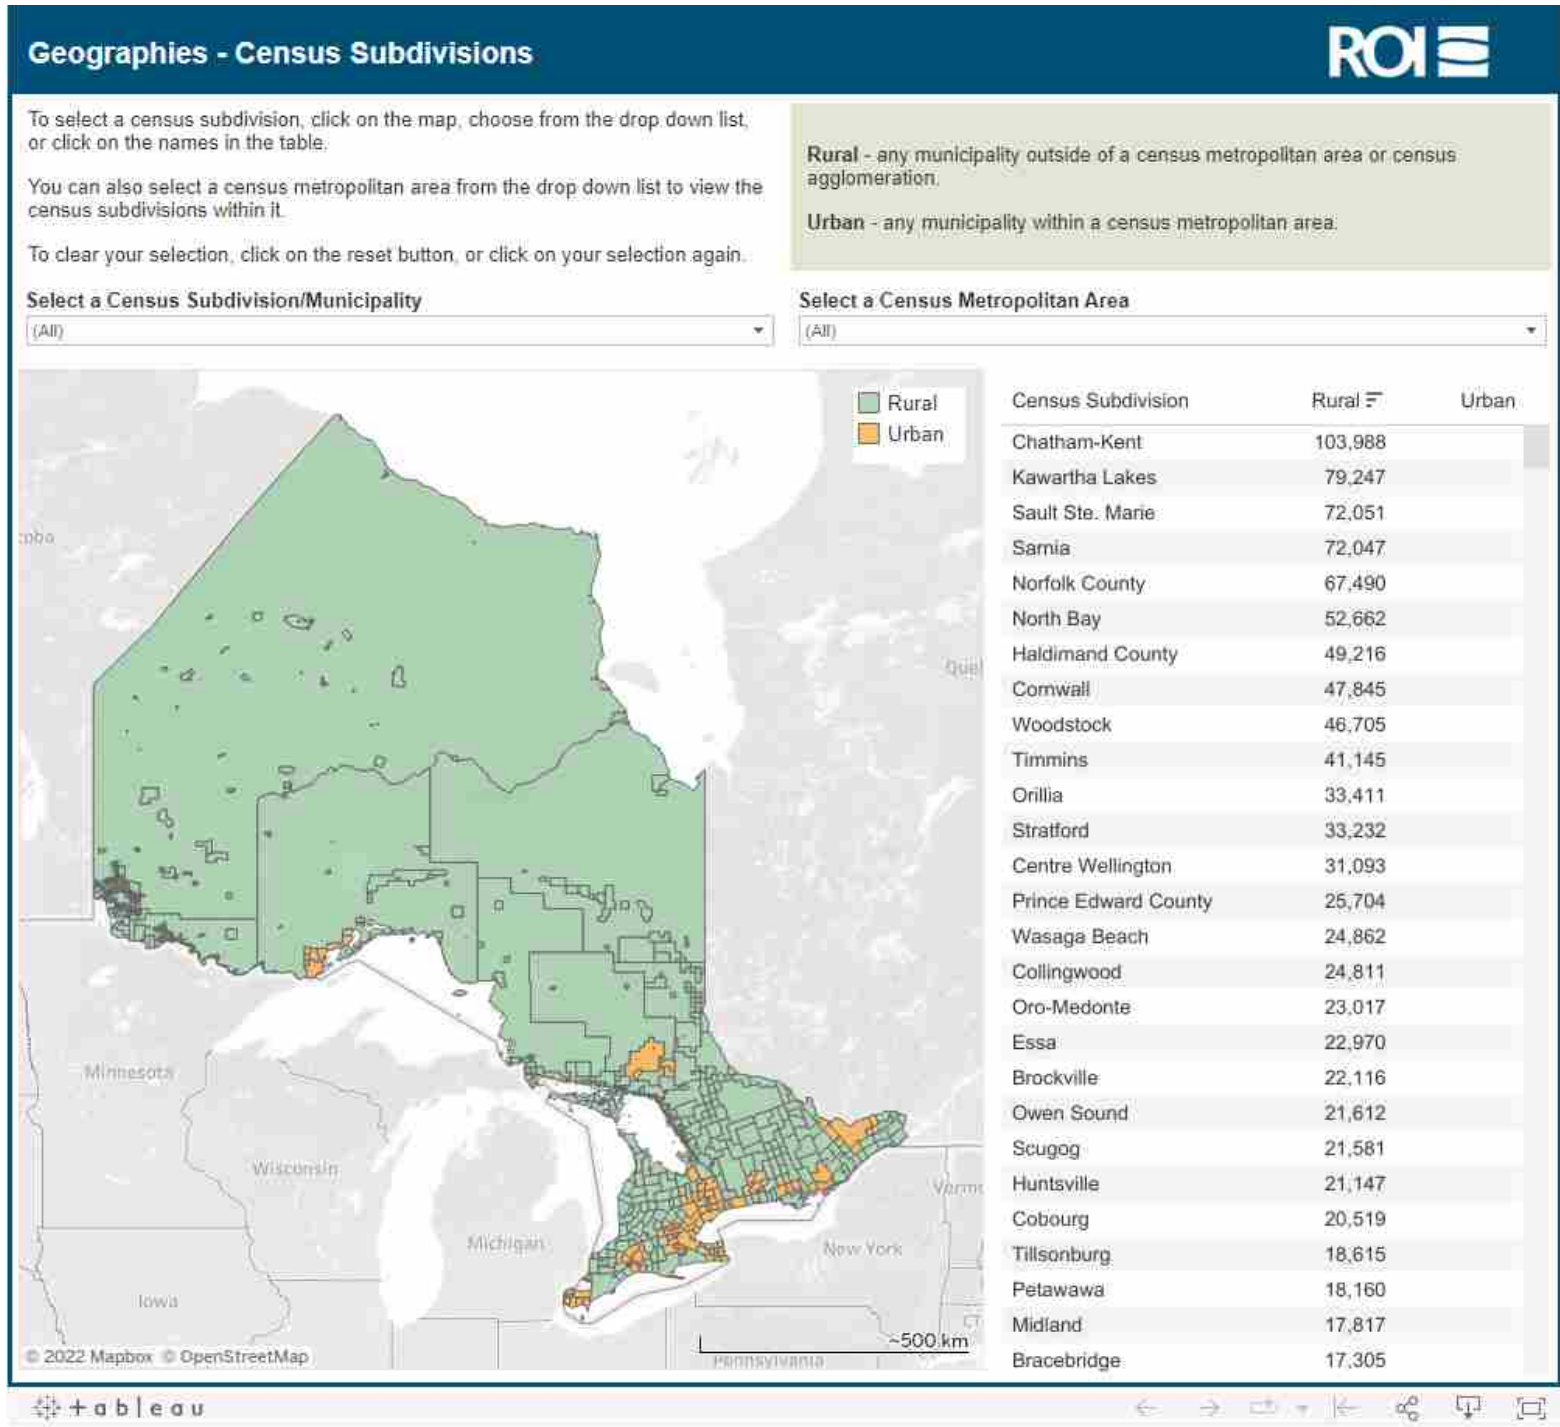 Geographies - Census Subdivisions
ROI
To select a census subdivision, click on the map, choose from the drop down list,
or click on the names in the table.
You can also select a census metropolitan area from the drop down list to view the
census subdivisions within it.
To clear your selection, click on the reset button, or click on your selection again.
Rural - any municipality outside of a census metropolitan area or census
agglomeration.
Urban - any municipality within a census metropolitan area.
Select a Census Subdivision/Municipality
(All)
Select a Census Metropolitan Area
(All)
Rural
Urban
Minnesota
Wisconsin
Michigan
Iowa
New York
Pennsylvania
CT
~500 km
© 2022 Mapbox © OpenStreetMap
Census Subdivision Rural Urban
Chatham-Kent 103,988
Kawartha Lakes 79,247
Sault Ste. Marie 72,051
Sarnia 72,047
Norfolk County 67,490
North Bay 52,662
Haldimand County 49,216
Cornwall 47,845
Woodstock 46,705
Timmins 41,145
Orillia 33,411
Stratford 33,232
Centre Wellington 31,093
Prince Edward County 25,704
Wasaga Beach 24,862
Collingwood 24,811
Oro-Medonte 23,017
Essa 22,970
Brockville 22,116
Owen Sound 21,612
Scugog 21,581
Huntsville 21,147
Cobourg 20,519
Tillsonburg 18,615
Petawawa 18,160
Midland 17,817
Bracebridge 17,305
+ableau